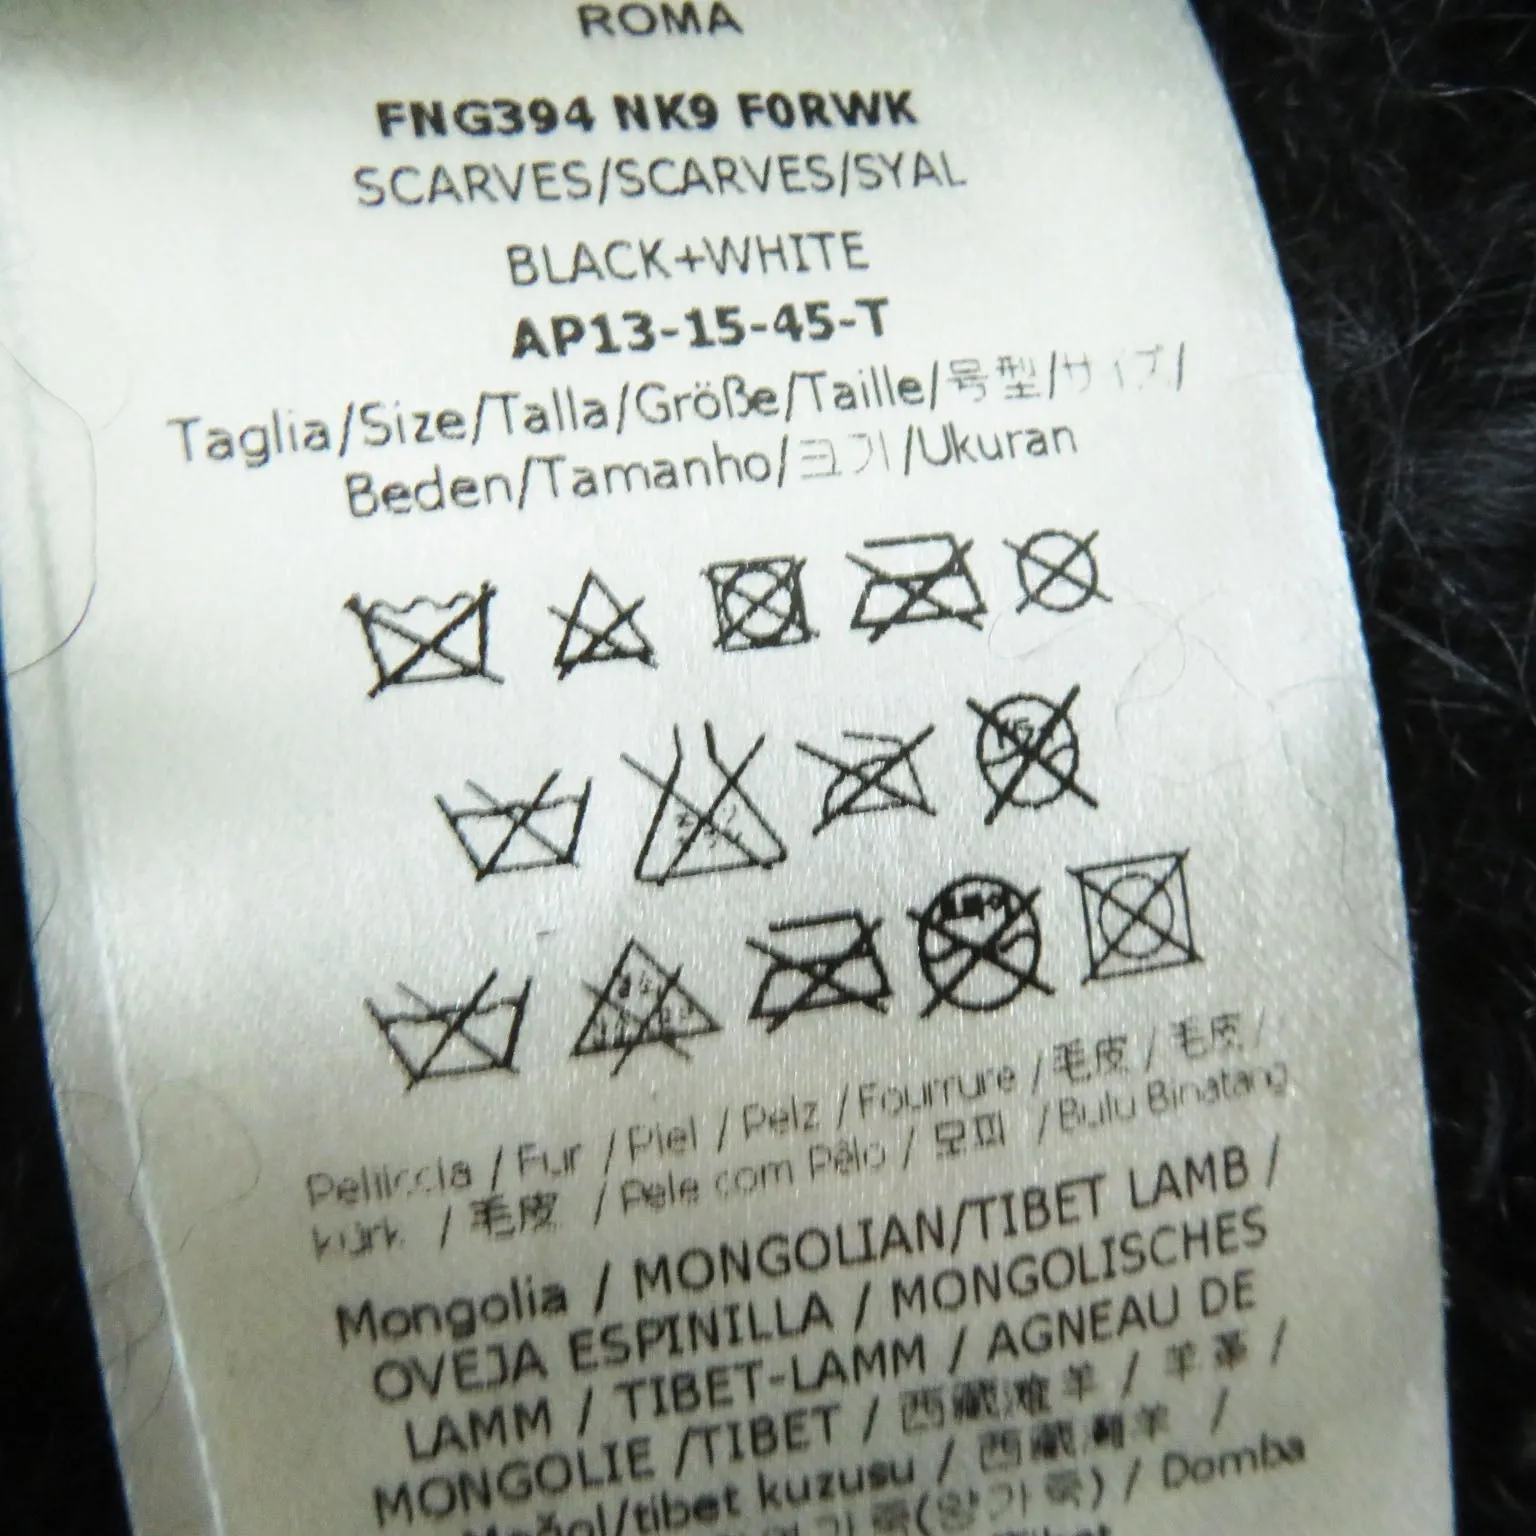 ROMA
FNG394 NK9 F0RWK
SCARVES/SCARVES/SYAL
BLACK+WHITE
AP13-15-45-T
Taglia/Size/Talla/Größe/Taille/号型/サイズ/
Beden/Tamanho/크기/Ukuran
Pelliccia / Fur / Piel / Pelz / Fourrure / 毛皮 / 毛皮 /
kürk / 毛皮 / Pele com Pêlo / 모피 / Bulu Binatang
Mongolia / MONGOLIAN/TIBET LAMB /
OVEJA ESPINILLA / MONGOLISCHES
LAMM / TIBET-LAMM / AGNEAU DE
MONGOLIE /TIBET / 西藏滩羊 / 羊革 /
Moğol/tibet kuzusu / 西藏滩羊 /
/ Domba